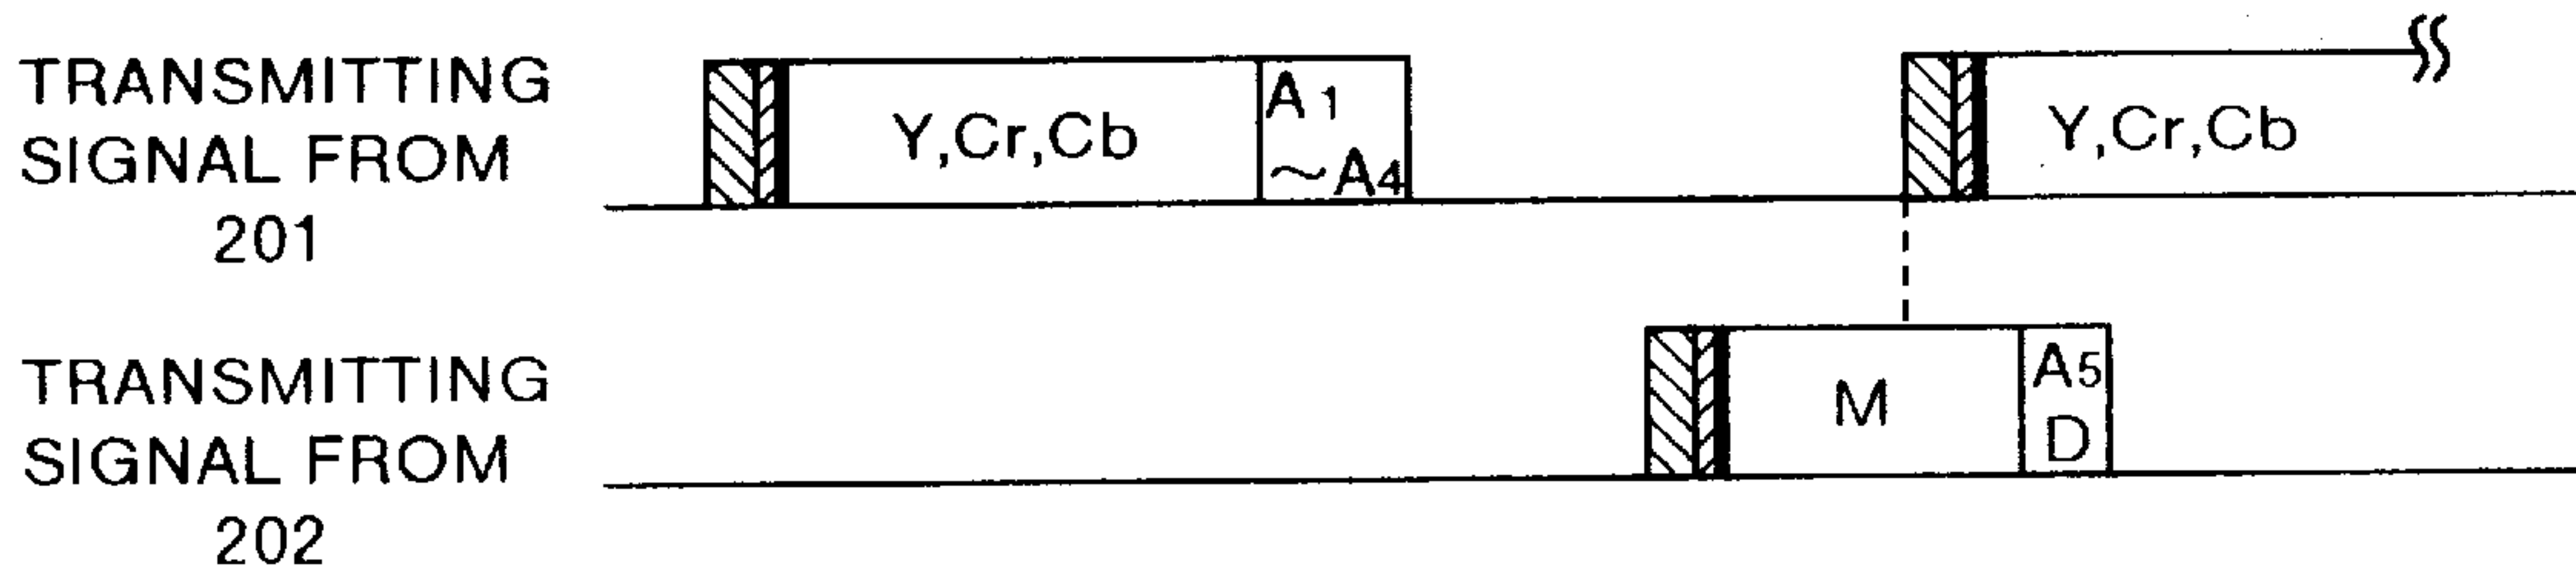 TRANSMITTING
SIGNAL FROM
201
Y,Cr,Cb
A1
~A4
Y,Cr,Cb
TRANSMITTING
SIGNAL FROM
202
M
A5
D